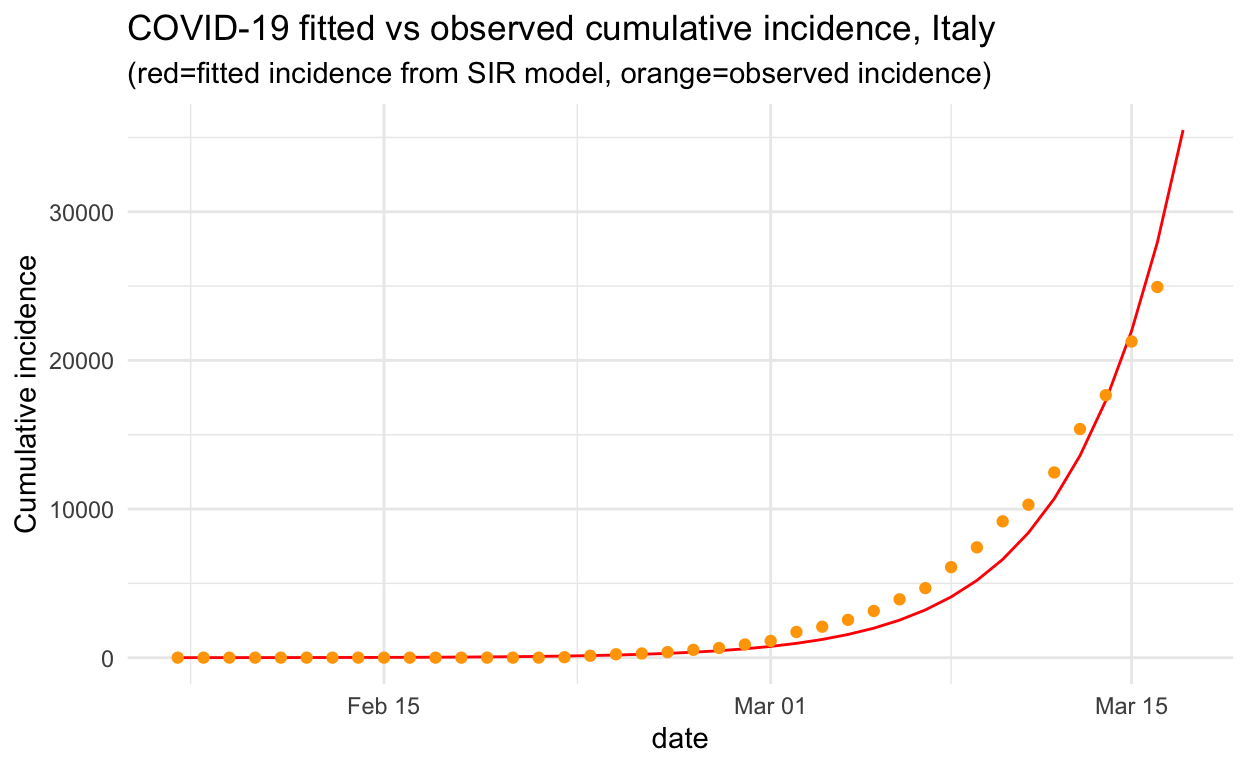 COVID-19 fitted vs observed cumulative incidence, Italy
(red=fitted incidence from SIR model, orange=observed incidence)
Cumulative incidence
30000
20000
10000
0
Feb 15
Mar 01
Mar 15
date